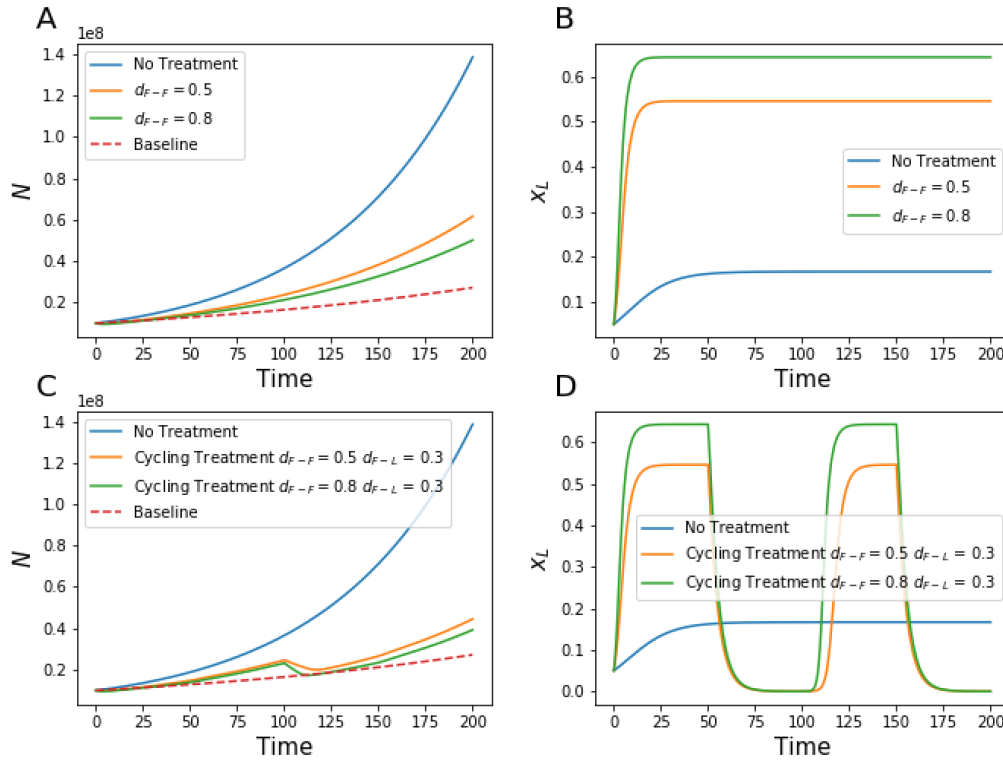 A
1e8
N
1.4
1.2
1.0
0.8
0.6
0.4
0.2
0 25 50 75 100 125 150 175 200
Time
No Treatment
d_{F−F} = 0.5
d_{F−F} = 0.8
Baseline
B
x_L
0.6
0.5
0.4
0.3
0.2
0.1
0 25 50 75 100 125 150 175 200
Time
No Treatment
d_{F−F} = 0.5
d_{F−F} = 0.8
C
1e8
N
1.4
1.2
1.0
0.8
0.6
0.4
0.2
0 25 50 75 100 125 150 175 200
Time
No Treatment
Cycling Treatment d_{F−F} = 0.5 d_{F−L} = 0.3
Cycling Treatment d_{F−F} = 0.8 d_{F−L} = 0.3
Baseline
D
x_L
0.6
0.5
0.4
0.3
0.2
0.1
0.0
0 25 50 75 100 125 150 175 200
Time
No Treatment
Cycling Treatment d_{F−F} = 0.5 d_{F−L} = 0.3
Cycling Treatment d_{F−F} = 0.8 d_{F−L} = 0.3